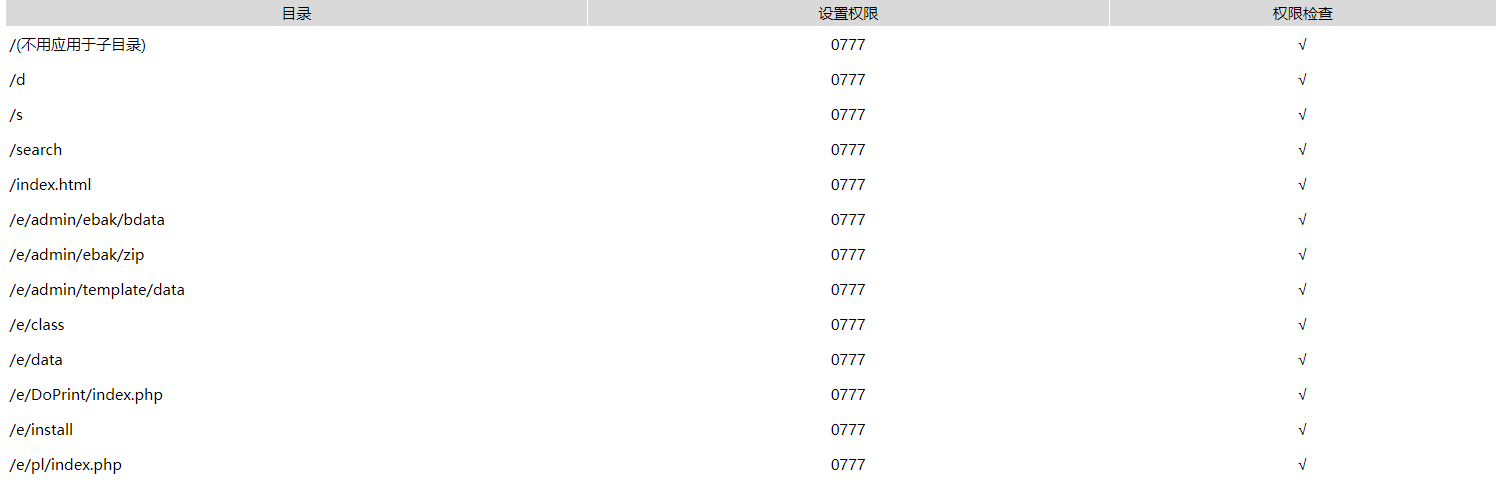 目录 设置权限 权限检查
/(不用应用于子目录) 0777 √
/d 0777 √
/s 0777 √
/search 0777 √
/index.html 0777 √
/e/admin/ebak/bdata 0777 √
/e/admin/ebak/zip 0777 √
/e/admin/template/data 0777 √
/e/class 0777 √
/e/data 0777 √
/e/DoPrint/index.php 0777 √
/e/install 0777 √
/e/pl/index.php 0777 √